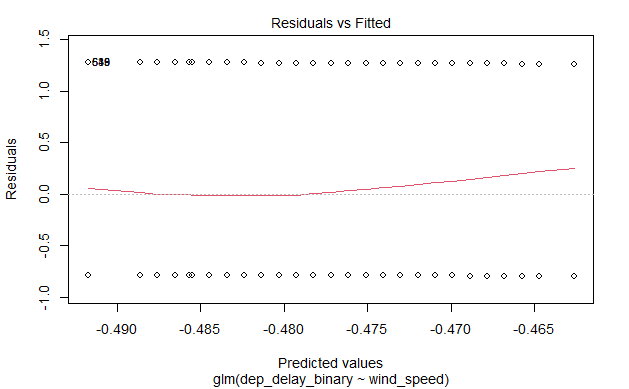 Residuals vs Fitted
1.5
1.0
0.5
0.0
-0.5
-1.0
Residuals
-0.490 -0.485 -0.480 -0.475 -0.470 -0.465
Predicted values
glm(dep_delay_binary ~ wind_speed)